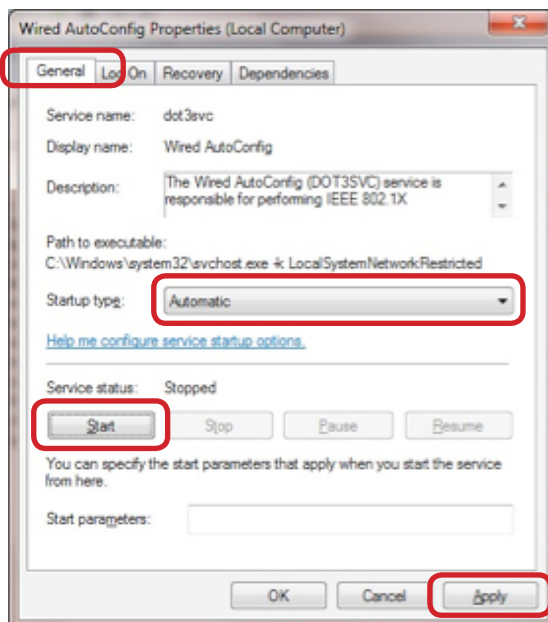 Wired AutoConfig Properties (Local Computer)
General Log On Recovery Dependencies
Service name: dot3svc
Display name: Wired AutoConfig
Description: The Wired AutoConfig (DOT3SVC) service is
responsible for performing IEEE 802.1X
Path to executable:
C:\Windows\system32\svchost.exe -k LocalSystemNetworkRestricted
Startup type: Automatic
Help me configure service startup options.
Service status: Stopped
Start Stop Pause Resume
You can specify the start parameters that apply when you start the service
from here.
Start parameters:
OK Cancel Apply